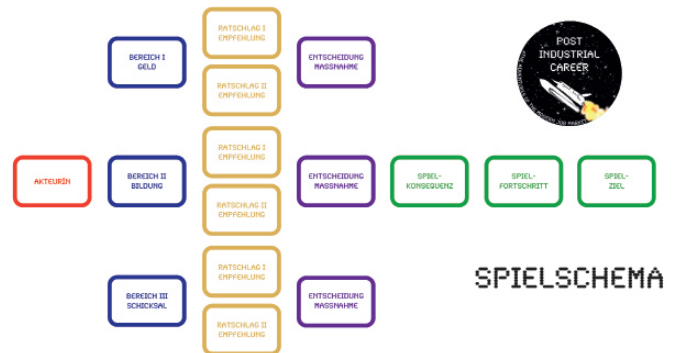 RATSCHLAG I
EMPFEHLUNG
BEREICH I
GELD
ENTSCHEIDUNG
MASSNAHME
RATSCHLAG II
EMPFEHLUNG
POST
INDUSTRIAL
CAREER
RATSCHLAG I
EMPFEHLUNG
AKTEURIN
BEREICH II
BILDUNG
ENTSCHEIDUNG
MASSNAHME
SPIEL-
KONSEQUENZ
SPIEL-
FORTSCHRITT
SPIEL-
ZIEL
RATSCHLAG II
EMPFEHLUNG
RATSCHLAG I
EMPFEHLUNG
BEREICH III
SCHICKSAL
ENTSCHEIDUNG
MASSNAHME
RATSCHLAG II
EMPFEHLUNG
SPIELSCHEMA